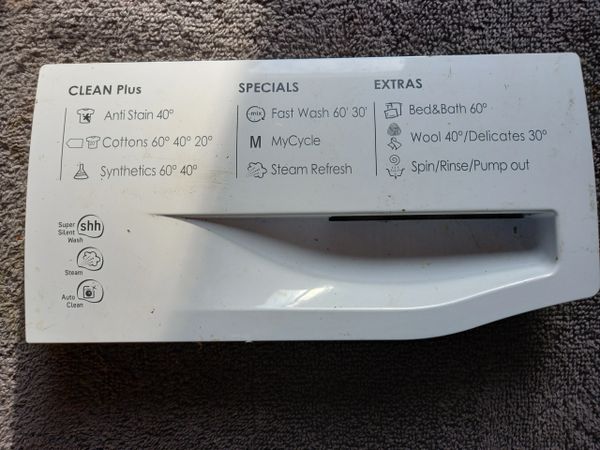 CLEAN Plus
Anti Stain 40°
Cottons 60° 40° 20°
Synthetics 60° 40°
SPECIALS
mix Fast Wash 60' 30'
M MyCycle
Steam Refresh
EXTRAS
Bed&Bath 60°
Wool 40°/Delicates 30°
Spin/Rinse/Pump out
Super
Silent
Wash
shh
Steam
Auto
Clean